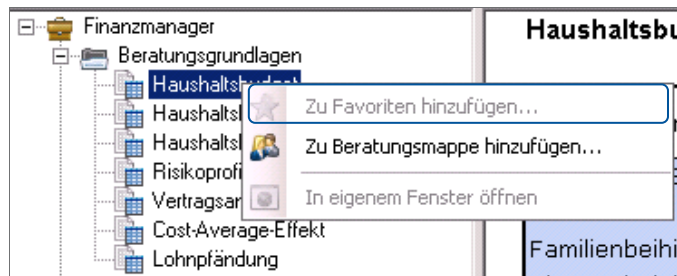 Finanzmanager
Beratungsgrundlagen
Haushaltsbudget
Haushalts
Haushalts
Risikoprofi
Vertragsar
Cost-Average-Effekt
Lohnpfändung
Zu Favoriten hinzufügen...
Zu Beratungsmappe hinzufügen...
In eigenem Fenster öffnen
Haushaltsbu
Familienbeihi